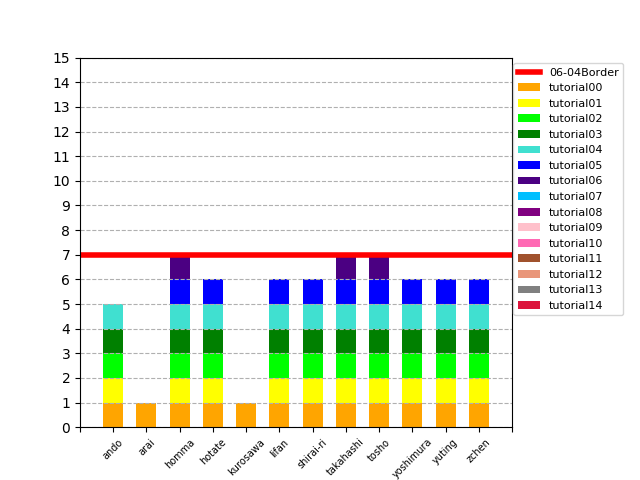 15
14
13
12
11
10
9
8
7
6
5
4
3
2
1
0
ando
arai
homma
hotate
kurosawa
lifan
shirai-ri
takahashi
tosho
yoshimura
yuting
zchen
06-04Border
tutorial00
tutorial01
tutorial02
tutorial03
tutorial04
tutorial05
tutorial06
tutorial07
tutorial08
tutorial09
tutorial10
tutorial11
tutorial12
tutorial13
tutorial14